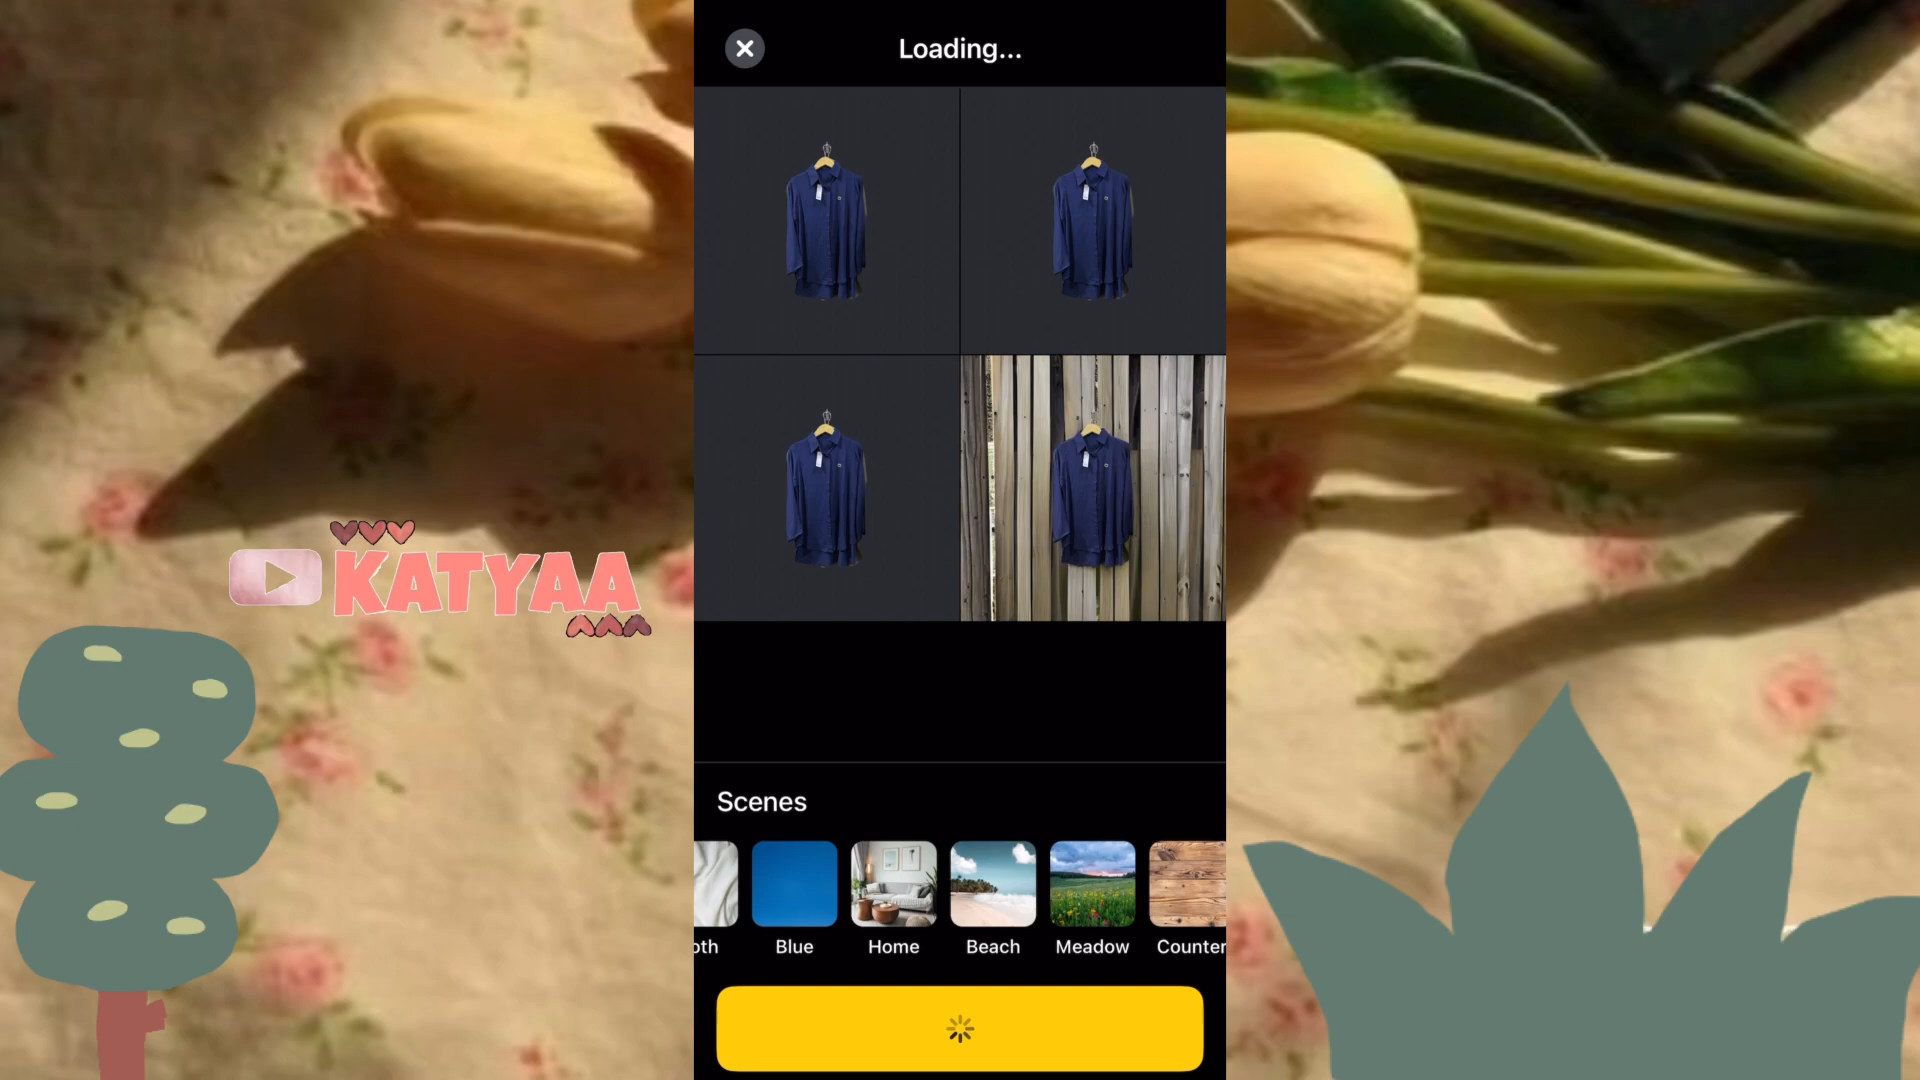 Loading...
KATYAA
Scenes
oth
Blue
Home
Beach
Meadow
Counter